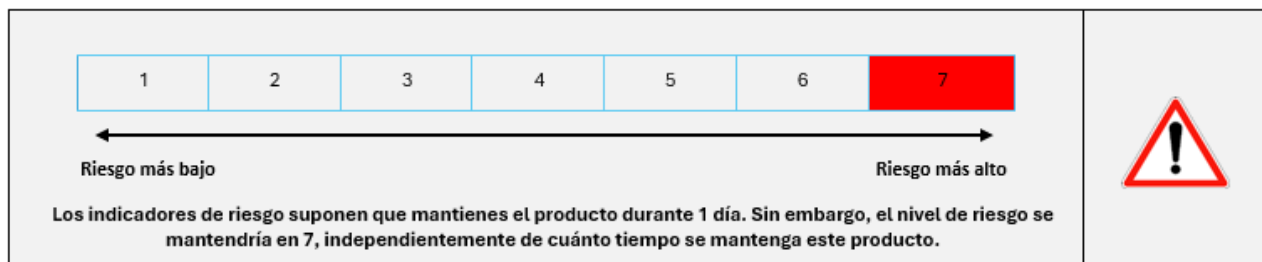 1 2 3 4 5 6 7
Riesgo más bajo Riesgo más alto
Los indicadores de riesgo suponen que mantienes el producto durante 1 día. Sin embargo, el nivel de riesgo se
mantendría en 7, independientemente de cuánto tiempo se mantenga este producto.